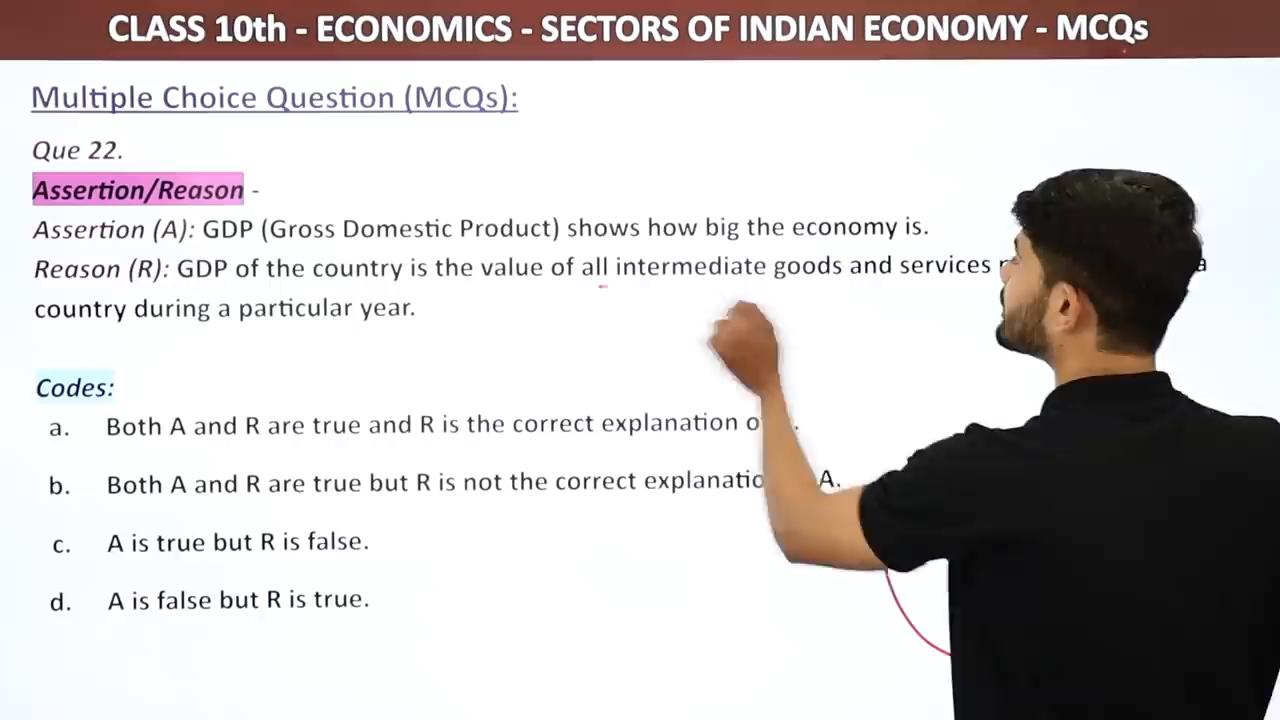 CLASS 10th - ECONOMICS - SECTORS OF INDIAN ECONOMY - MCQs
Multiple Choice Question (MCQs):
Que 22.
Assertion/Reason -
Assertion (A): GDP (Gross Domestic Product) shows how big the economy is.
Reason (R): GDP of the country is the value of all intermediate goods and services a
country during a particular year.
Codes:
a. Both A and R are true and R is the correct explanation
b. Both A and R are true but R is not the correct A.
c. A is true but R is false.
d. A is false but R is true.